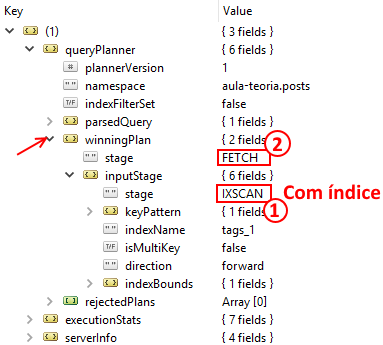 Key Value
(1) { 3 fields }
queryPlanner { 6 fields }
# plannerVersion 1
" " namespace aula-teoria.posts
T/F indexFilterSet false
parsedQuery { 1 fields }
winningPlan { 2 fields 2
" " stage FETCH
inputStage { 6 fields }
" " stage IXSCAN Com índice
keyPattern { 1 fields 1
" " indexName tags_1
T/F isMultiKey false
" " direction forward
indexBounds { 1 fields }
rejectedPlans Array [0]
executionStats { 7 fields }
serverInfo { 4 fields }